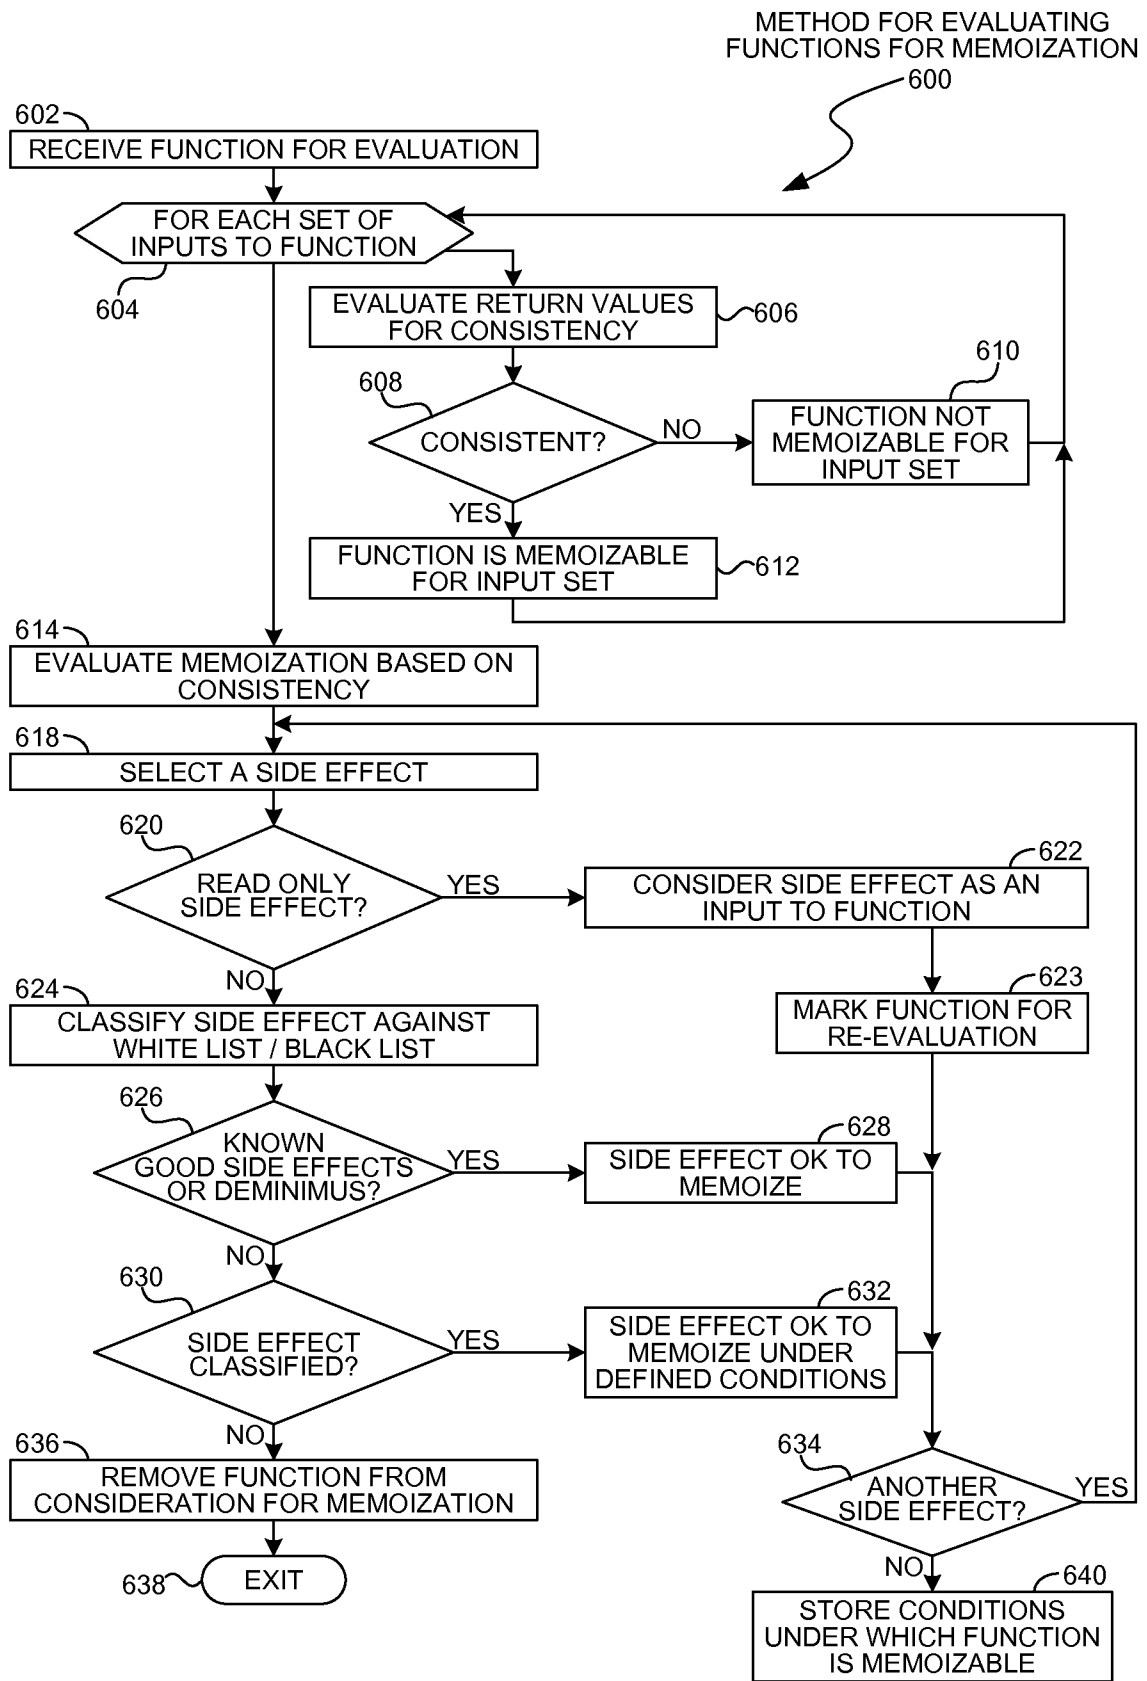 METHOD FOR EVALUATING
FUNCTIONS FOR MEMOIZATION
600
602
RECEIVE FUNCTION FOR EVALUATION
FOR EACH SET OF
INPUTS TO FUNCTION
604
EVALUATE RETURN VALUES
FOR CONSISTENCY
606
608
CONSISTENT?
NO
610
FUNCTION NOT
MEMOIZABLE FOR
INPUT SET
YES
FUNCTION IS MEMOIZABLE
FOR INPUT SET
612
614
EVALUATE MEMOIZATION BASED ON
CONSISTENCY
618
SELECT A SIDE EFFECT
620
READ ONLY
SIDE EFFECT?
YES
622
CONSIDER SIDE EFFECT AS AN
INPUT TO FUNCTION
623
MARK FUNCTION FOR
RE-EVALUATION
NO
624
CLASSIFY SIDE EFFECT AGAINST
WHITE LIST / BLACK LIST
626
KNOWN
GOOD SIDE EFFECTS
OR DEMINIMUS?
YES
628
SIDE EFFECT OK TO
MEMOIZE
NO
630
SIDE EFFECT
CLASSIFIED?
YES
632
SIDE EFFECT OK TO
MEMOIZE UNDER
DEFINED CONDITIONS
NO
636
REMOVE FUNCTION FROM
CONSIDERATION FOR MEMOIZATION
638
EXIT
634
ANOTHER
SIDE EFFECT?
YES
NO
640
STORE CONDITIONS
UNDER WHICH FUNCTION
IS MEMOIZABLE